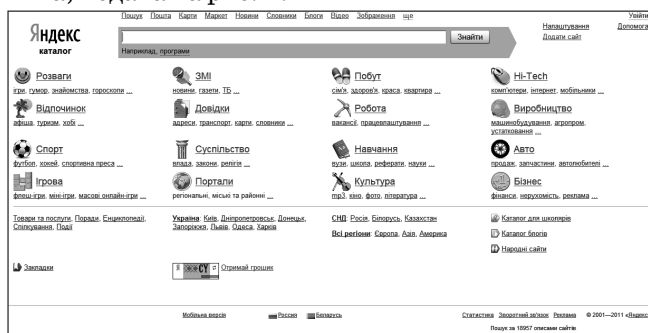 Пошук Пошта Карти Маркет Новини Словники Блоги Відео Зображення ще
Увійти
Яндекс
каталог
Знайти
Налаштування Допомога
Додати сайт
Наприклад, програми
Розваги
ігри, гумор, знайомства, гороскопи ...
ЗМІ
новини, газети, ТБ ...
Побут
сім'я, здоров'я, краса, квартира ...
Hi-Tech
комп'ютери, інтернет, мобільники ...
Відпочинок
афіша, туризм, хобі ...
Довідки
адреси, транспорт, карти, словники ...
Робота
вакансії, працевлаштування ...
Виробництво
машинобудування, агропром,
устатковання ...
Спорт
футбол, хокей, спортивна преса ...
Суспільство
влада, закони, релігія ...
Навчання
вузи, школа, реферати, науки ...
Авто
продаж, запчастини, автолюбителі ...
Ігрова
флеш-ігри, міні-ігри, масові онлайн-ігри ...
Портали
регіональні, міські та районні ...
Культура
mp3, кіно, фото, література ...
Бізнес
фінанси, нерухомість, реклама ...
Товари та послуги, Поради, Енциклопедії,
Спілкування, Події
Україна: Київ, Дніпропетровськ, Донецьк,
Запоріжжя, Львів, Одеса, Харків
СНД: Росія, Білорусь, Казахстан
Всі регіони: Європа, Азія, Америка
Каталог для школярів
Каталог блогів
Народні сайти
Закладки
CY
Отримай грошик
Мобільна версія
Россия
Беларусь
Статистика Зворотний зв'язок Реклама © 2001—2011 «Яндекс
Пошук за 18957 описами сайтів